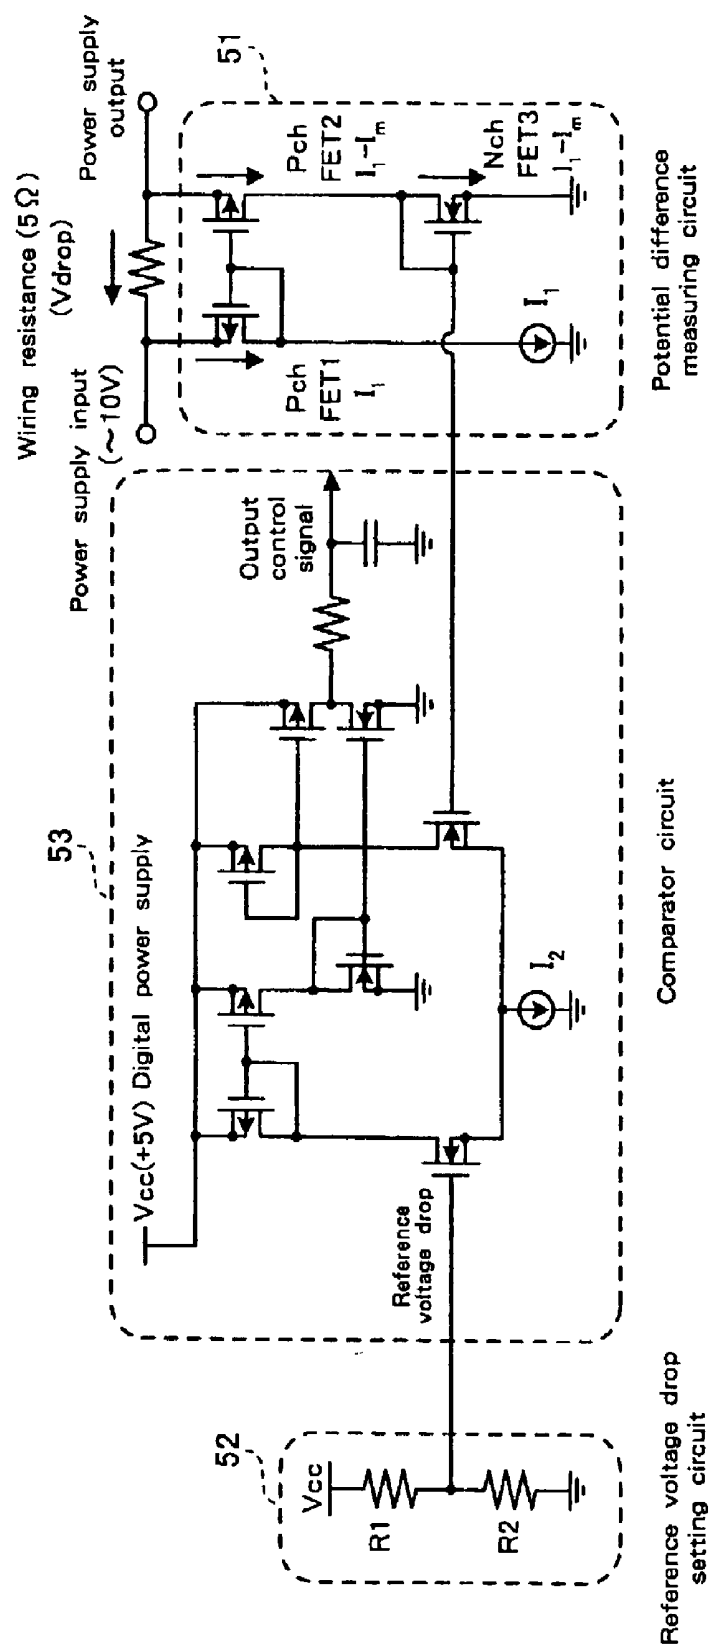 Wiring resistance (5Ω)
(Vdrop)
Power supply input
(～10V)
Power supply
output
51
Pch
FET1
I₁
Pch
FET2
I₁-Iₘ
Nch
FET3
I₁-Iₘ
I₁
Potential difference
measuring circuit
53
Vcc(+5V) Digital power supply
Output
control
signal
Reference
voltage drop
I₂
Comparator circuit
52
Vcc
R1
R2
Reference voltage drop
setting circuit